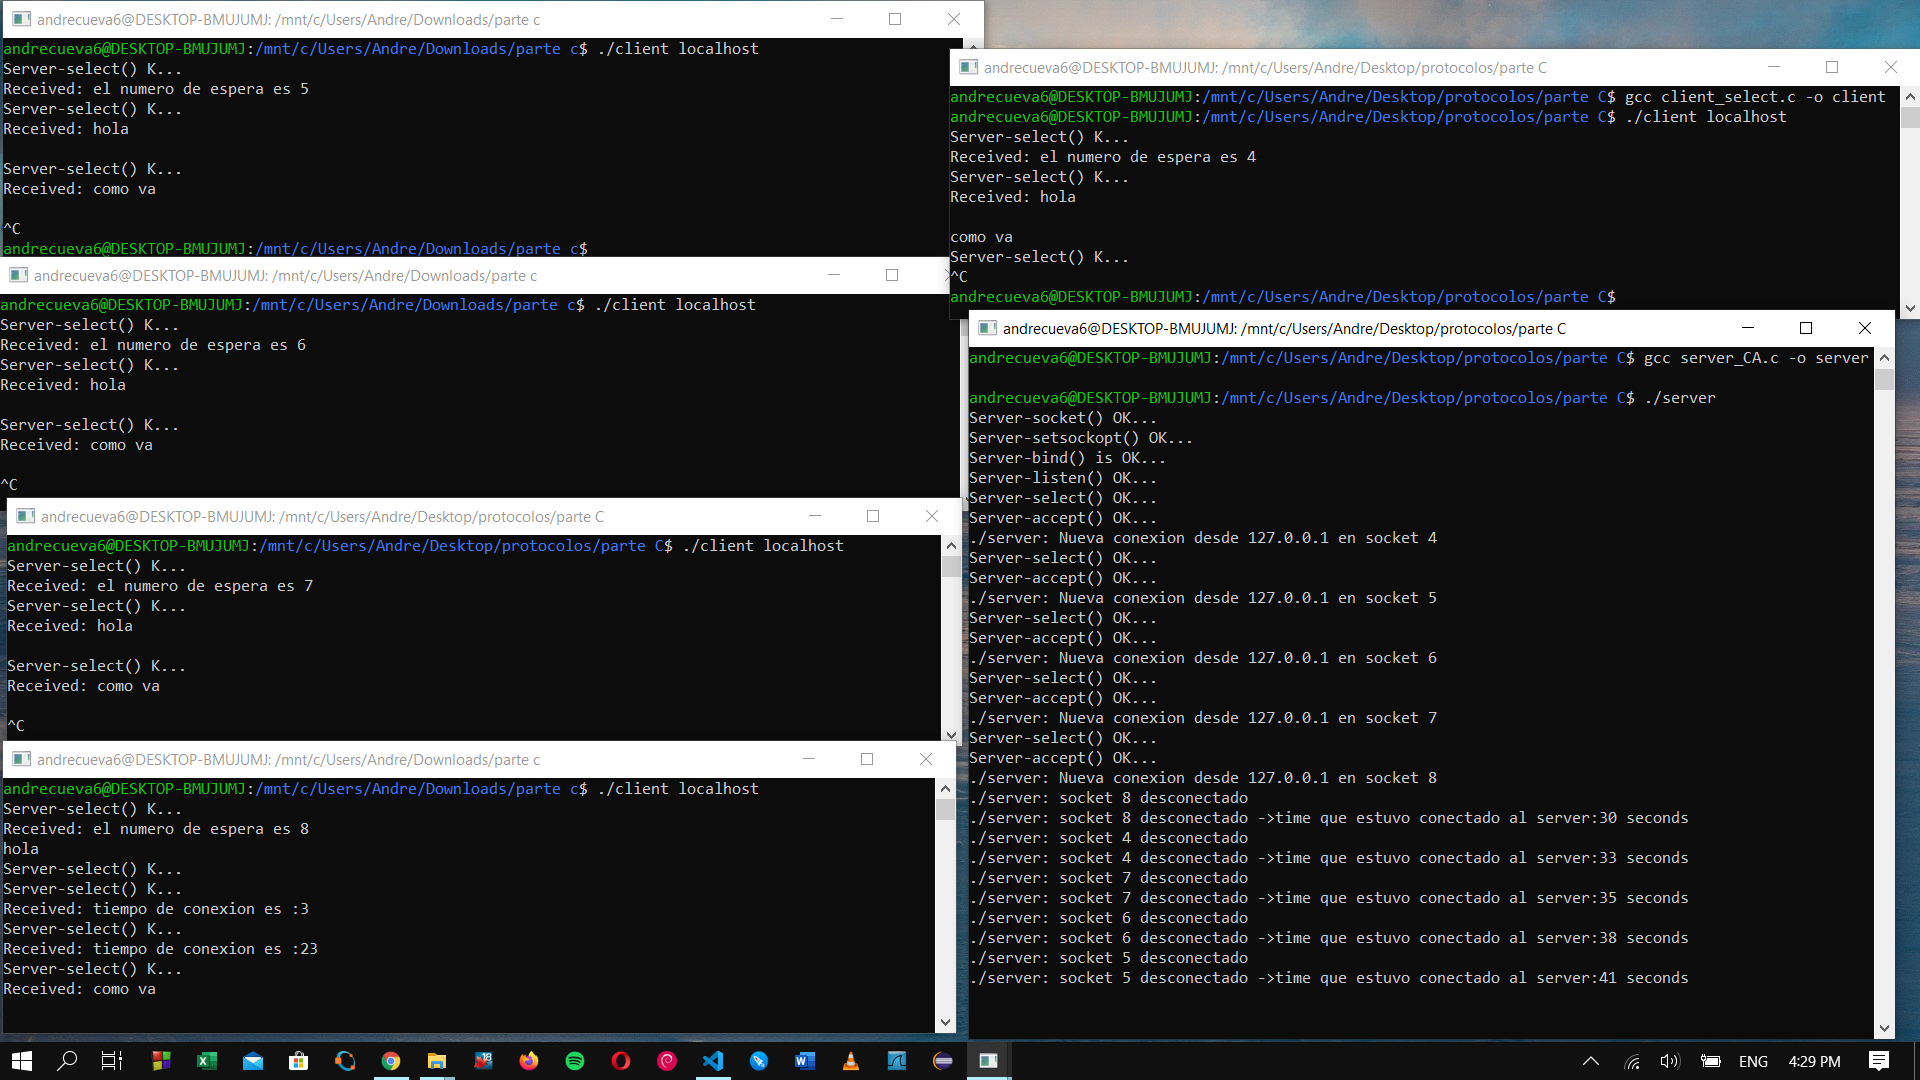 andrecueva6@DESKTOP-BMUJUMJ: /mnt/c/Users/Andre/Downloads/parte c
andrecueva6@DESKTOP-BMUJUMJ:/mnt/c/Users/Andre/Downloads/parte c$ ./client localhost
Server-select() K...
Received: el numero de espera es 5
Server-select() K...
Received: hola
Server-select() K...
Received: como va
^C
andrecueva6@DESKTOP-BMUJUMJ:/mnt/c/Users/Andre/Downloads/parte c$
andrecueva6@DESKTOP-BMUJUMJ: /mnt/c/Users/Andre/Downloads/parte c
andrecueva6@DESKTOP-BMUJUMJ:/mnt/c/Users/Andre/Downloads/parte c$ ./client localhost
Server-select() K...
Received: el numero de espera es 6
Server-select() K...
Received: hola
Server-select() K...
Received: como va
^C
andrecueva6@DESKTOP-BMUJUMJ: /mnt/c/Users/Andre/Desktop/protocolos/parte C
andrecueva6@DESKTOP-BMUJUMJ:/mnt/c/Users/Andre/Desktop/protocolos/parte C$ ./client localhost
Server-select() K...
Received: el numero de espera es 7
Server-select() K...
Received: hola
Server-select() K...
Received: como va
^C
andrecueva6@DESKTOP-BMUJUMJ: /mnt/c/Users/Andre/Downloads/parte c
andrecueva6@DESKTOP-BMUJUMJ:/mnt/c/Users/Andre/Downloads/parte c$ ./client localhost
Server-select() K...
Received: el numero de espera es 8
hola
Server-select() K...
Server-select() K...
Received: tiempo de conexion es :3
Server-select() K...
Received: tiempo de conexion es :23
Server-select() K...
Received: como va
andrecueva6@DESKTOP-BMUJUMJ: /mnt/c/Users/Andre/Desktop/protocolos/parte C
andrecueva6@DESKTOP-BMUJUMJ:/mnt/c/Users/Andre/Desktop/protocolos/parte C$ gcc client_select.c -o client
andrecueva6@DESKTOP-BMUJUMJ:/mnt/c/Users/Andre/Desktop/protocolos/parte C$ ./client localhost
Server-select() K...
Received: el numero de espera es 4
Server-select() K...
Received: hola
como va
Server-select() K...
^C
andrecueva6@DESKTOP-BMUJUMJ:/mnt/c/Users/Andre/Desktop/protocolos/parte C$
andrecueva6@DESKTOP-BMUJUMJ: /mnt/c/Users/Andre/Desktop/protocolos/parte C
andrecueva6@DESKTOP-BMUJUMJ:/mnt/c/Users/Andre/Desktop/protocolos/parte C$ gcc server_CA.c -o server
andrecueva6@DESKTOP-BMUJUMJ:/mnt/c/Users/Andre/Desktop/protocolos/parte C$ ./server
Server-socket() OK...
Server-setsockopt() OK...
Server-bind() is OK...
Server-listen() OK...
Server-select() OK...
Server-accept() OK...
./server: Nueva conexion desde 127.0.0.1 en socket 4
Server-select() OK...
Server-accept() OK...
./server: Nueva conexion desde 127.0.0.1 en socket 5
Server-select() OK...
Server-accept() OK...
./server: Nueva conexion desde 127.0.0.1 en socket 6
Server-select() OK...
Server-accept() OK...
./server: Nueva conexion desde 127.0.0.1 en socket 7
Server-select() OK...
Server-accept() OK...
./server: Nueva conexion desde 127.0.0.1 en socket 8
./server: socket 8 desconectado
./server: socket 8 desconectado ->time que estuvo conectado al server:30 seconds
./server: socket 4 desconectado
./server: socket 4 desconectado ->time que estuvo conectado al server:33 seconds
./server: socket 7 desconectado
./server: socket 7 desconectado ->time que estuvo conectado al server:35 seconds
./server: socket 6 desconectado
./server: socket 6 desconectado ->time que estuvo conectado al server:38 seconds
./server: socket 5 desconectado
./server: socket 5 desconectado ->time que estuvo conectado al server:41 seconds
ENG
4:29 PM